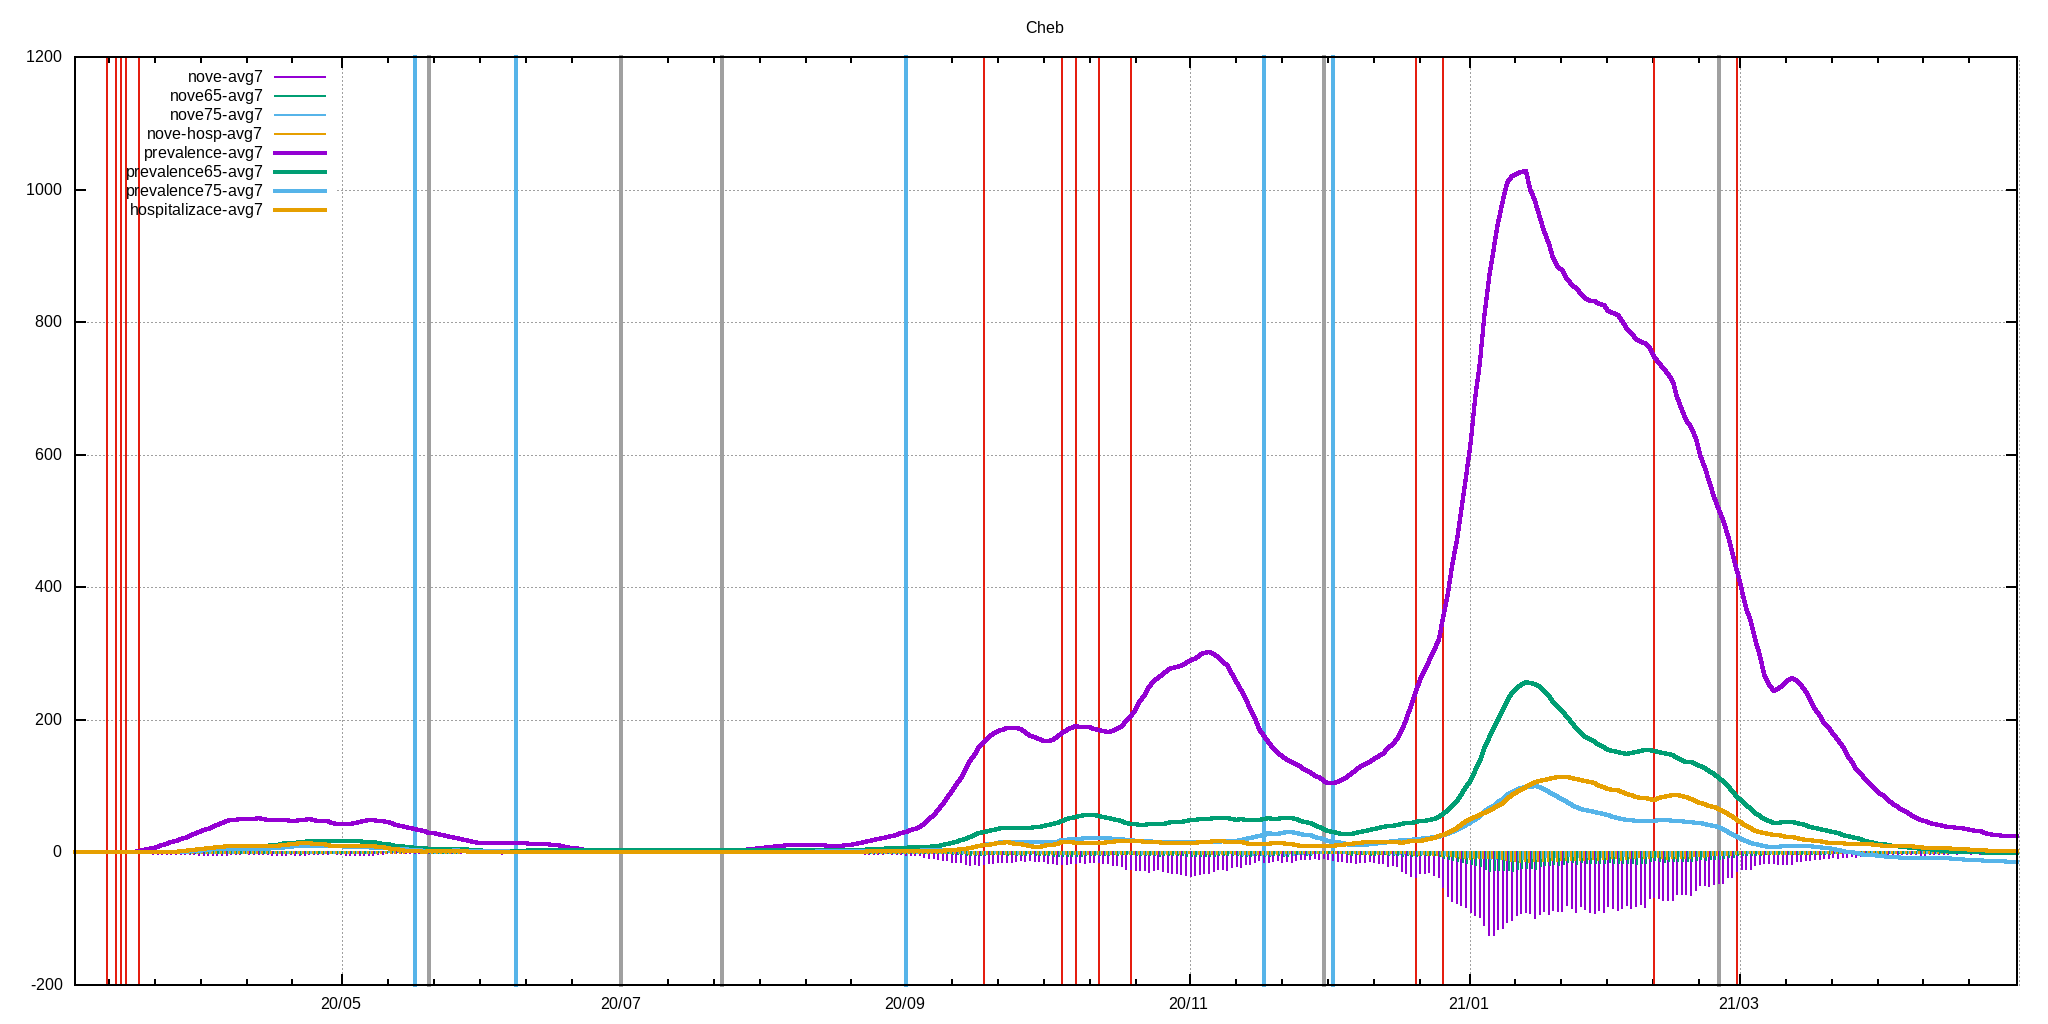 Cheb
1200
1000
800
600
400
200
0
-200
nove-avg7
nove65-avg7
nove75-avg7
nove-hosp-avg7
prevalence-avg7
prevalence65-avg7
prevalence75-avg7
hospitalizace-avg7
20/05 20/07 20/09 20/11 21/01 21/03